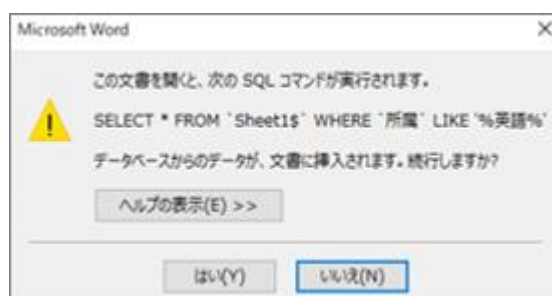 Microsoft Word
この文書を開くと、次の SQL コマンドが実行されます。
SELECT * FROM `Sheet1$` WHERE `所属` LIKE '%英語%'
データベースからのデータが、文書に挿入されます。続行しますか?
ヘルプの表示(E) >>
はい(Y)
いいえ(N)